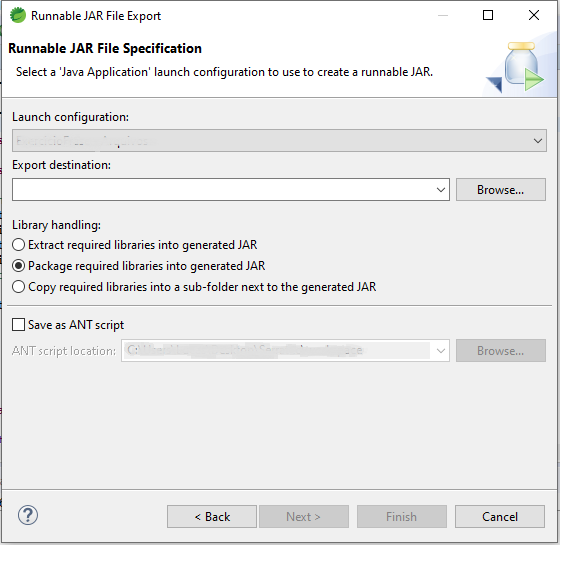 Runnable JAR File Export
Runnable JAR File Specification
Select a 'Java Application' launch configuration to use to create a runnable JAR.
Launch configuration:
Export destination:
Browse...
Library handling:
Extract required libraries into generated JAR
Package required libraries into generated JAR
Copy required libraries into a sub-folder next to the generated JAR
Save as ANT script
ANT script location:
Browse...
?
< Back
Next >
Finish
Cancel